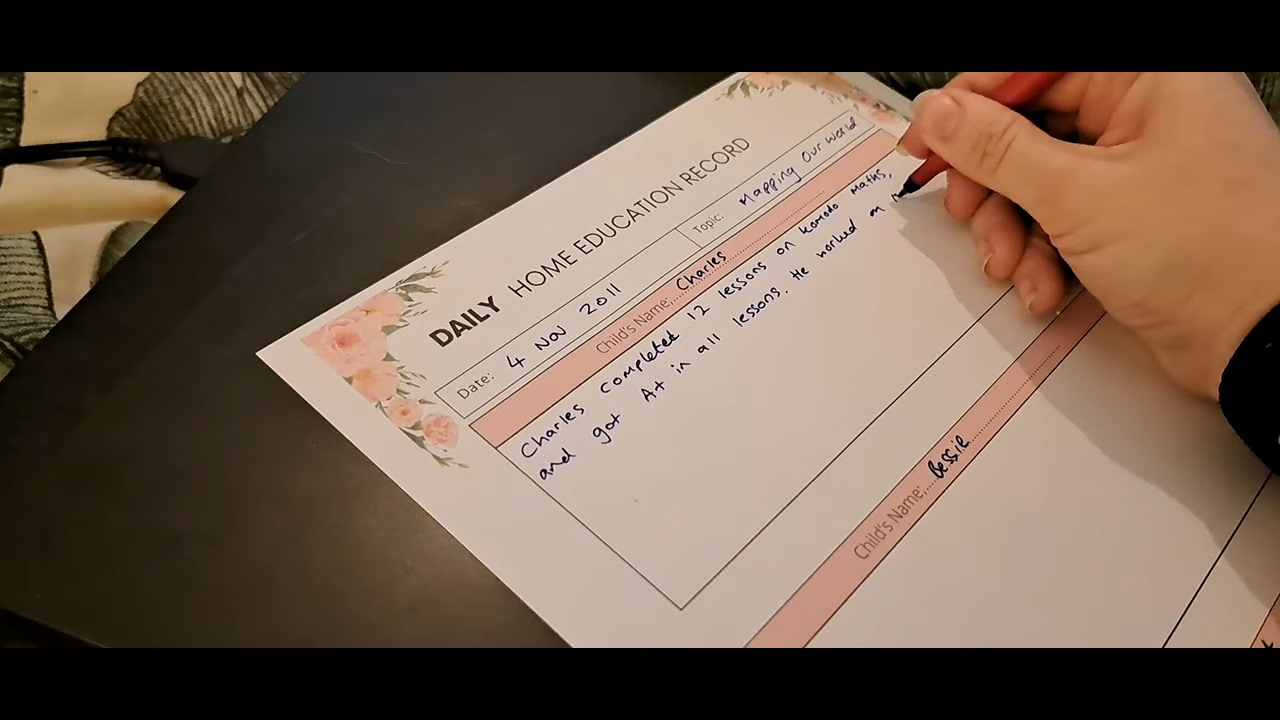 DAILY HOME EDUCATION RECORD
Date: 4 Nov 2011 Topic: Mapping Our World
Child's Name: Charles
Charles completed 12 lessons on komodo maths,
and got A+ in all lessons. He worked on
Child's Name: Bessie